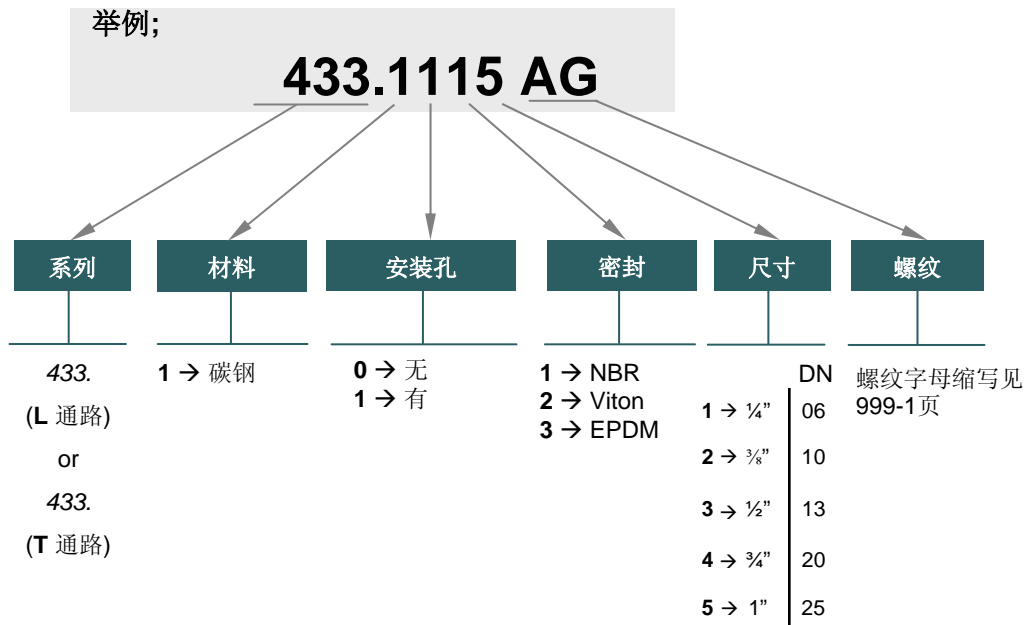 举例;
433.1115 AG
系列
材料
安装孔
密封
尺寸
螺纹
433.
(L 通路)
or
433.
(T 通路)
1 → 碳钢
0 → 无
1 → 有
1 → NBR
2 → Viton
3 → EPDM
DN
1 → ¼” 06
2 → ⅜” 10
3 → ½” 13
4 → ¾” 20
5 → 1” 25
螺纹字母缩写见
999-1页